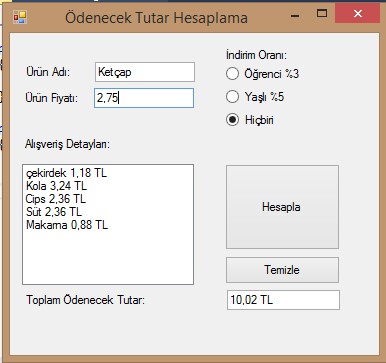 Ödenecek Tutar Hesaplama
Ürün Adı: Ketçap
Ürün Fiyatı: 2,75
İndirim Oranı:
Öğrenci %3
Yaşlı %5
Hiçbiri
Alışveriş Detayları:
çekirdek 1,18 TL
Kola 3,24 TL
Cips 2,36 TL
Süt 2,36 TL
Makarna 0,88 TL
Hesapla
Temizle
Toplam Ödenecek Tutar: 10,02 TL